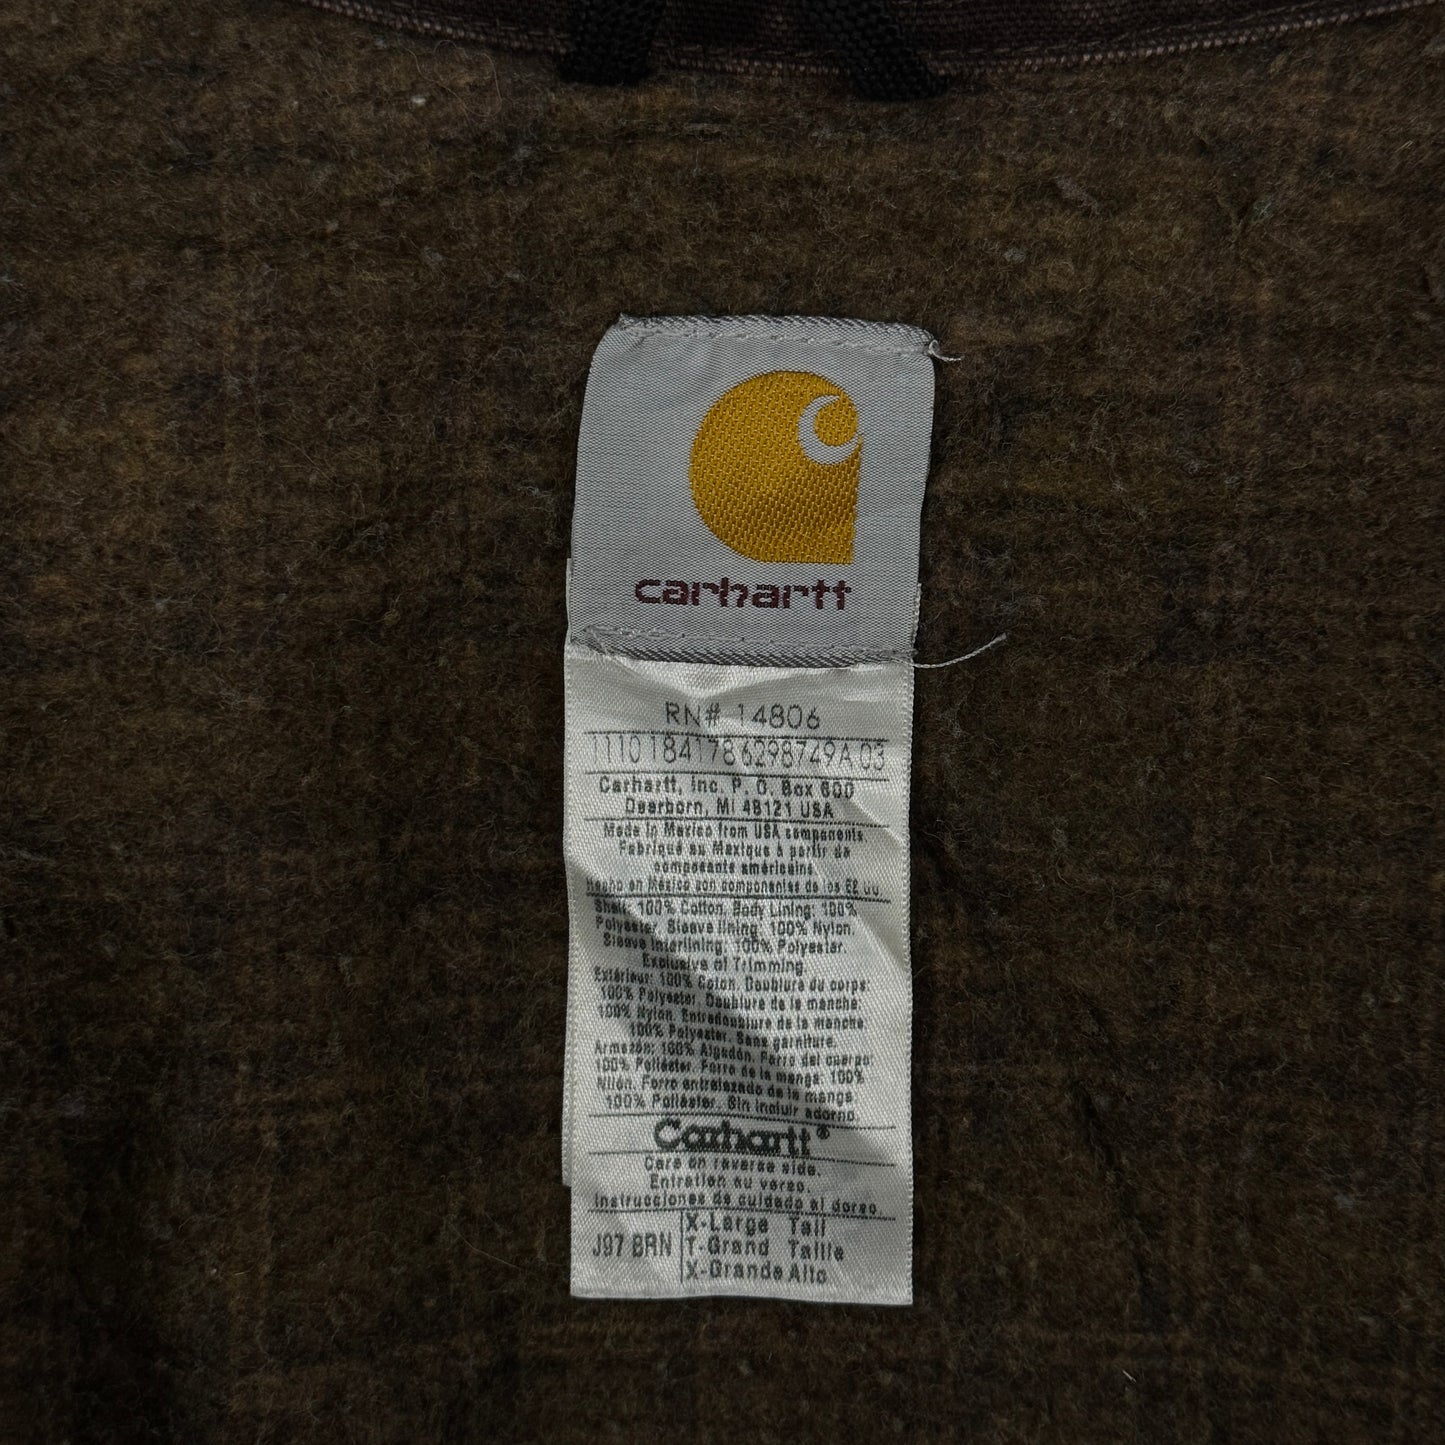 carhartt
RN# 14806
1110 184178 6298749A 03
Carhartt, Inc. P. O. Box 600
Dearborn, MI 48121 USA
Made in Mexico from USA components
Fabriqué au Mexique à partir de
composants américains
Hecho en México con componentes de los EE UU.
Shell: 100% Cotton. Body Lining: 100%
Polyester. Sleeve lining: 100% Nylon.
Sleeve Interlining: 100% Polyester.
Exclusive of Trimming.
Extérieur: 100% Coton. Doublure du corps:
100% Polyester. Doublure de la manche:
100% Nylon. Entredoublure de la manche:
100% Polyester. Sans garniture.
Armazón: 100% Algodón. Forro del cuerpo:
100% Poliéster. Forro de la manga: 100%
Nilón. Forro entrelazado de la manga:
100% Poliéster. Sin incluir adorno.
Carhartt®
Care on reverse side.
Entretien au verso.
Instrucciones de cuidado al dorso.
J97 BRN
X-Large Tall
T-Grand Taille
X-Grande Alto